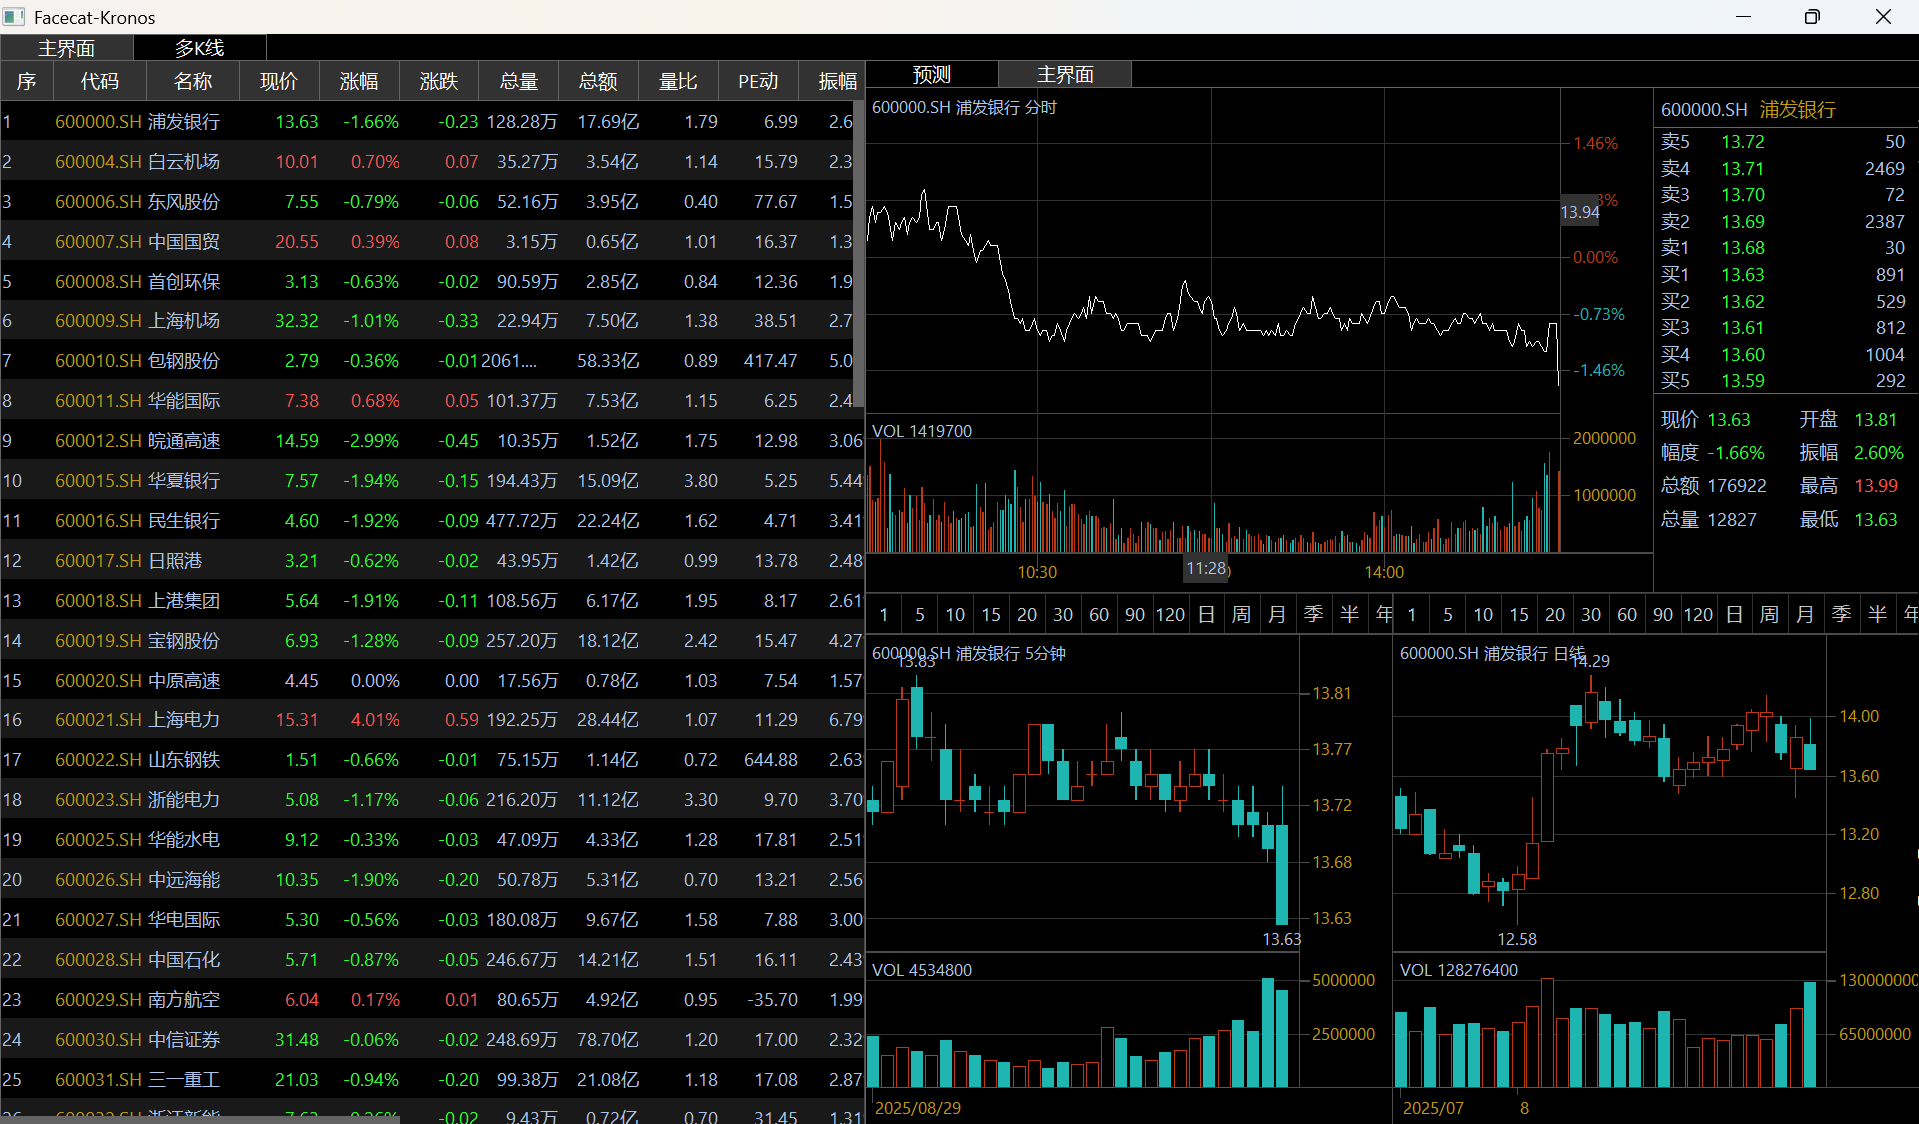 Facecat-Kronos
主界面 多K线
序 代码 名称 现价 涨幅 涨跌 总量 总额 量比 PE动 振幅
1 600000.SH 浦发银行 13.63 -1.66% -0.23 128.28万 17.69亿 1.79 6.99 2.6
2 600004.SH 白云机场 10.01 0.70% 0.07 35.27万 3.54亿 1.14 15.79 2.3
3 600006.SH 东风股份 7.55 -0.79% -0.06 52.16万 3.95亿 0.40 77.67 1.5
4 600007.SH 中国国贸 20.55 0.39% 0.08 3.15万 0.65亿 1.01 16.37 1.3
5 600008.SH 首创环保 3.13 -0.63% -0.02 90.59万 2.85亿 0.84 12.36 1.9
6 600009.SH 上海机场 32.32 -1.01% -0.33 22.94万 7.50亿 1.38 38.51 2.7
7 600010.SH 包钢股份 2.79 -0.36% -0.01 2061.... 58.33亿 0.89 417.47 5.0
8 600011.SH 华能国际 7.38 0.68% 0.05 101.37万 7.53亿 1.15 6.25 2.4
9 600012.SH 皖通高速 14.59 -2.99% -0.45 10.35万 1.52亿 1.75 12.98 3.06
10 600015.SH 华夏银行 7.57 -1.94% -0.15 194.43万 15.09亿 3.80 5.25 5.44
11 600016.SH 民生银行 4.60 -1.92% -0.09 477.72万 22.24亿 1.62 4.71 3.41
12 600017.SH 日照港 3.21 -0.62% -0.02 43.95万 1.42亿 0.99 13.78 2.48
13 600018.SH 上港集团 5.64 -1.91% -0.11 108.56万 6.17亿 1.95 8.17 2.61
14 600019.SH 宝钢股份 6.93 -1.28% -0.09 257.20万 18.12亿 2.42 15.47 4.27
15 600020.SH 中原高速 4.45 0.00% 0.00 17.56万 0.78亿 1.03 7.54 1.57
16 600021.SH 上海电力 15.31 4.01% 0.59 192.25万 28.44亿 1.07 11.29 6.79
17 600022.SH 山东钢铁 1.51 -0.66% -0.01 75.15万 1.14亿 0.72 644.88 2.63
18 600023.SH 浙能电力 5.08 -1.17% -0.06 216.20万 11.12亿 3.30 9.70 3.70
19 600025.SH 华能水电 9.12 -0.33% -0.03 47.09万 4.33亿 1.28 17.81 2.51
20 600026.SH 中远海能 10.35 -1.90% -0.20 50.78万 5.31亿 0.70 13.21 2.56
21 600027.SH 华电国际 5.30 -0.56% -0.03 180.08万 9.67亿 1.58 7.88 3.00
22 600028.SH 中国石化 5.71 -0.87% -0.05 246.67万 14.21亿 1.51 16.11 2.43
23 600029.SH 南方航空 6.04 0.17% 0.01 80.65万 4.92亿 0.95 -35.70 1.99
24 600030.SH 中信证券 31.48 -0.06% -0.02 248.69万 78.70亿 1.20 17.00 2.32
25 600031.SH 三一重工 21.03 -0.94% -0.20 99.38万 21.08亿 1.18 17.08 2.87
26 600032.SH 浙江新能 7.63 -0.26% -0.02 9.43万 0.72亿 0.70 31.45 1.31
预测 主界面
600000.SH 浦发银行 分时
1.46%
13.94 3%
0.00%
-0.73%
-1.46%
VOL 1419700
2000000
1000000
10:30 11:28 14:00
600000.SH 浦发银行
卖5 13.72 50
卖4 13.71 2469
卖3 13.70 72
卖2 13.69 2387
卖1 13.68 30
买1 13.63 891
买2 13.62 529
买3 13.61 812
买4 13.60 1004
买5 13.59 292
现价 13.63 开盘 13.81
幅度 -1.66% 振幅 2.60%
总额 176922 最高 13.99
总量 12827 最低 13.63
1 5 10 15 20 30 60 90 120 日 周 月 季 半 年
600000.SH 浦发银行 5分钟
13.83
13.81
13.77
13.72
13.68
13.63
13.63
VOL 4534800
5000000
2500000
2025/08/29
1 5 10 15 20 30 60 90 120 日 周 月 季 半 年
600000.SH 浦发银行 日线
14.29
14.00
13.60
13.20
12.80
12.58
VOL 128276400
130000000
65000000
2025/07 8